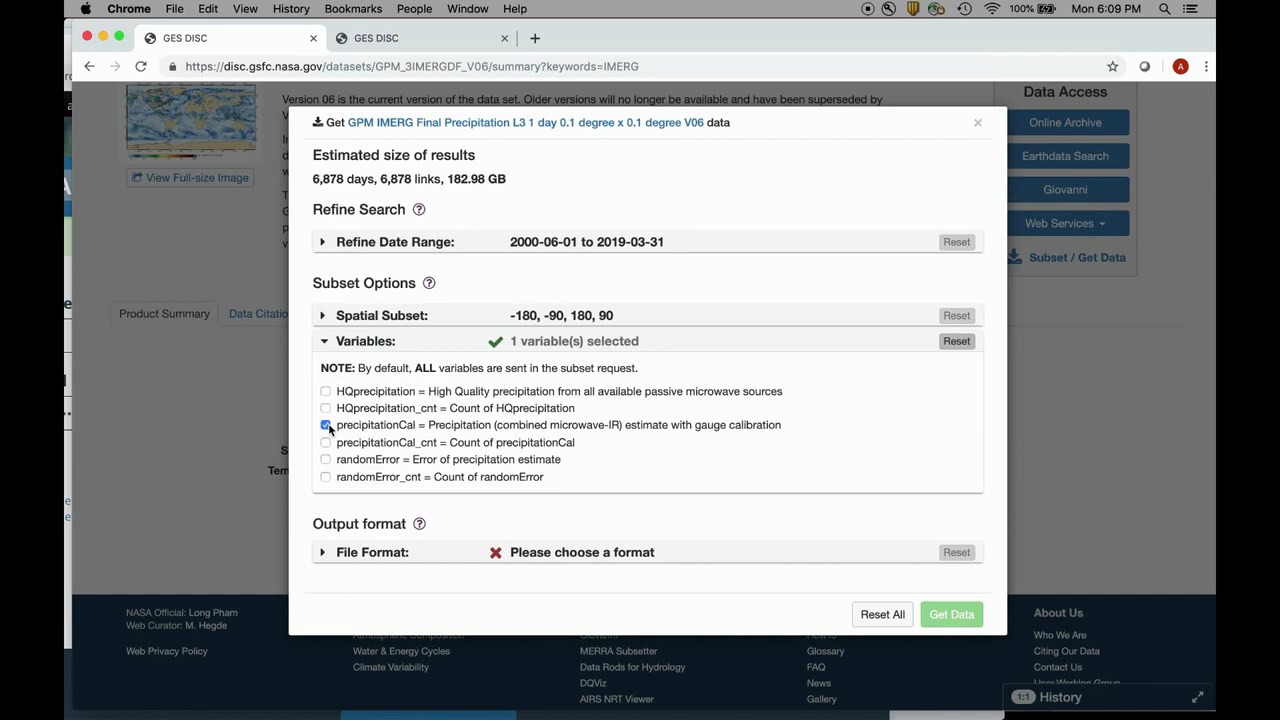 Chrome File Edit View History Bookmarks People Window Help 100% Mon 6:09 PM
GES DISC GES DISC
https://disc.gsfc.nasa.gov/datasets/GPM_3IMERGDF_V06/summary?keywords=IMERG A
Version 06 is the current version of the data set. Older versions will no longer be available and have been superseded by
Data Access
Get GPM IMERG Final Precipitation L3 1 day 0.1 degree x 0.1 degree V06 data
Online Archive
Estimated size of results
Earthdata Search
View Full-size Image
6,878 days, 6,878 links, 182.98 GB
Giovanni
Refine Search
Web Services
Refine Date Range: 2000-06-01 to 2019-03-31 Reset
Subset / Get Data
Subset Options
Product Summary Data Citatio
Spatial Subset: -180, -90, 180, 90 Reset
Variables: 1 variable(s) selected Reset
NOTE: By default, ALL variables are sent in the subset request.
HQprecipitation = High Quality precipitation from all available passive microwave sources
HQprecipitation_cnt = Count of HQprecipitation
precipitationCal = Precipitation (combined microwave-IR) estimate with gauge calibration
precipitationCal_cnt = Count of precipitationCal
randomError = Error of precipitation estimate
randomError_cnt = Count of randomError
Output format
File Format: Please choose a format Reset
Reset All Get Data
NASA Official: Long Pham
Web Curator: M. Hegde
Web Privacy Policy
Water & Energy Cycles
Climate Variability
MERRA Subsetter
Data Rods for Hydrology
DQViz
AIRS NRT Viewer
Glossary
FAQ
News
Gallery
About Us
Who We Are
Citing Our Data
Contact Us
1:1 History